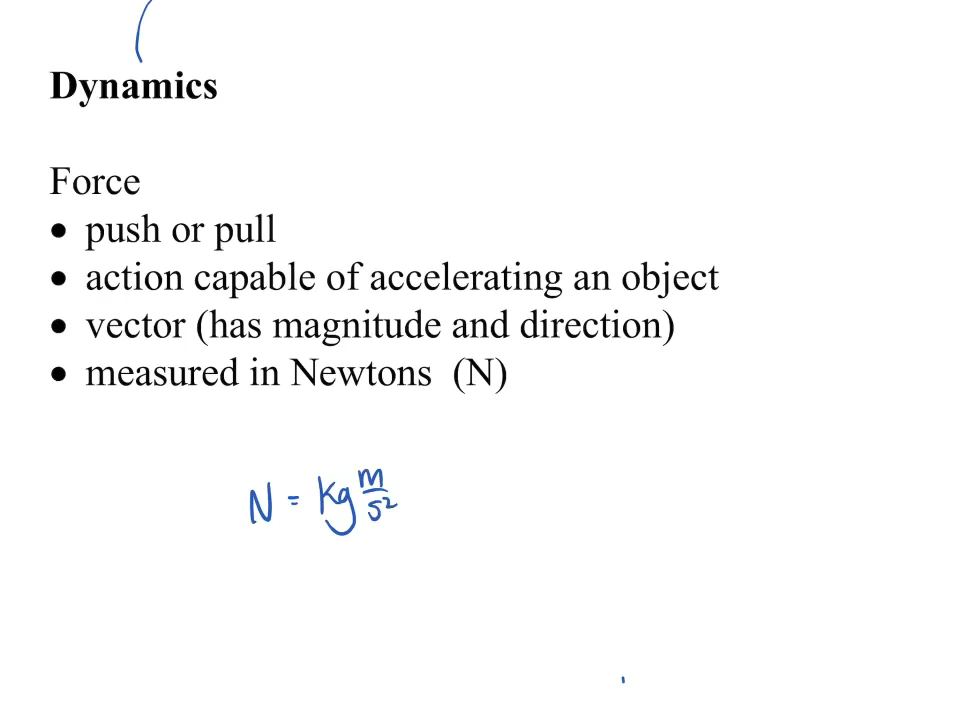 Dynamics
Force
• push or pull
• action capable of accelerating an object
• vector (has magnitude and direction)
• measured in Newtons  (N)
N = kg m/s²